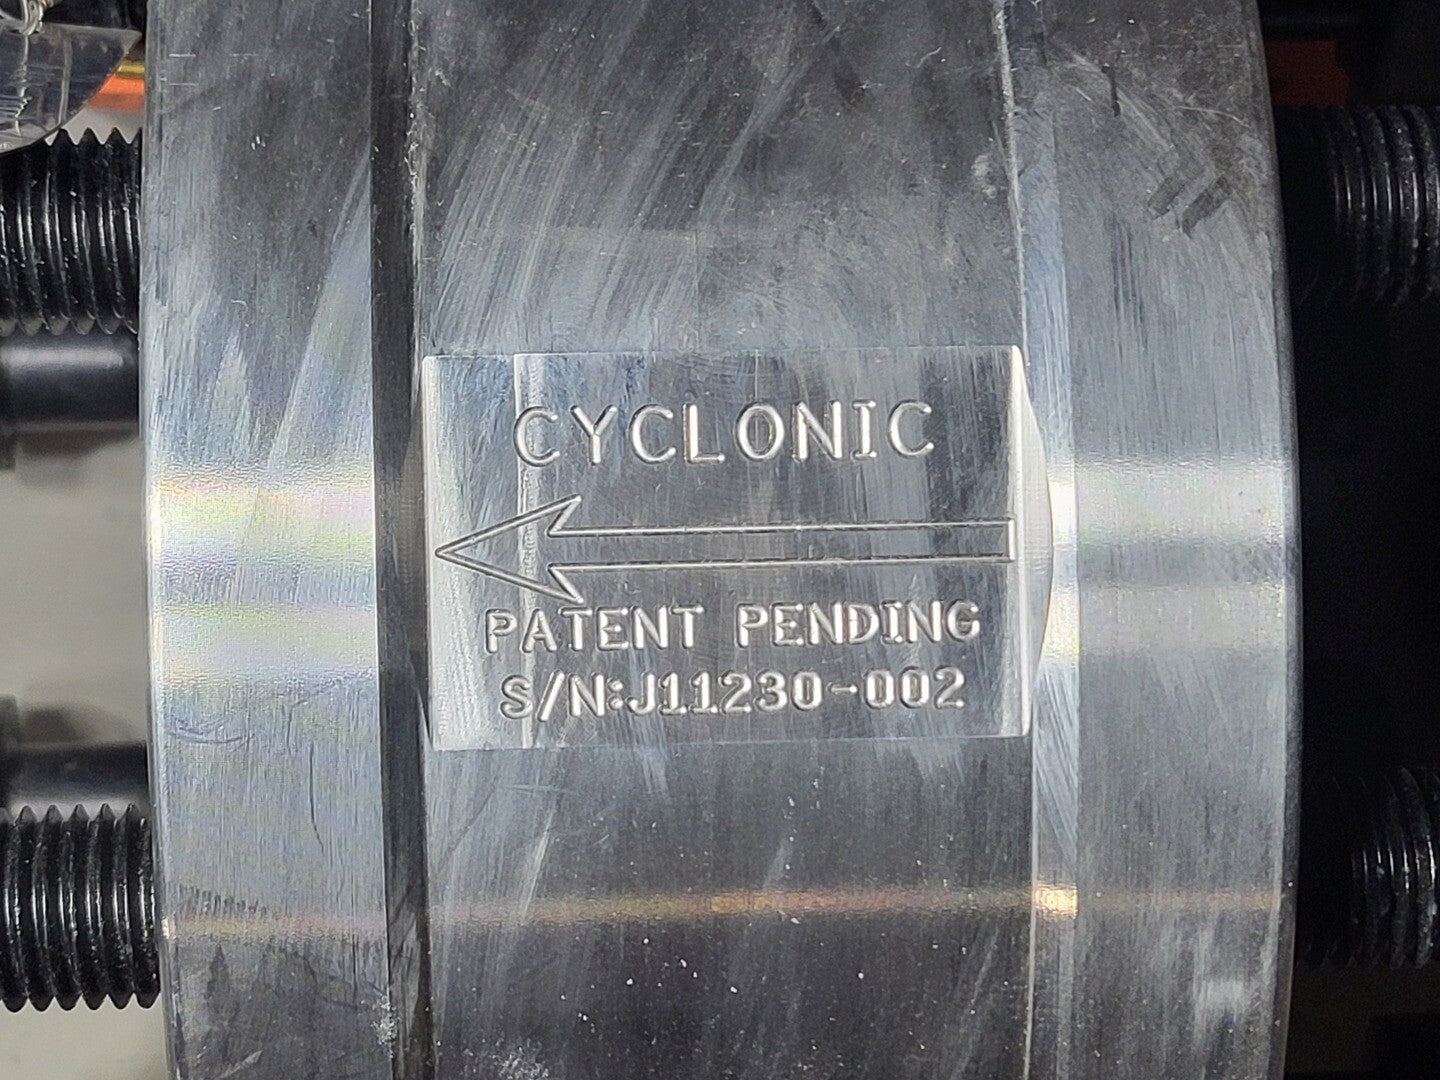 CYCLONIC
PATENT PENDING
S/N:J11230-002